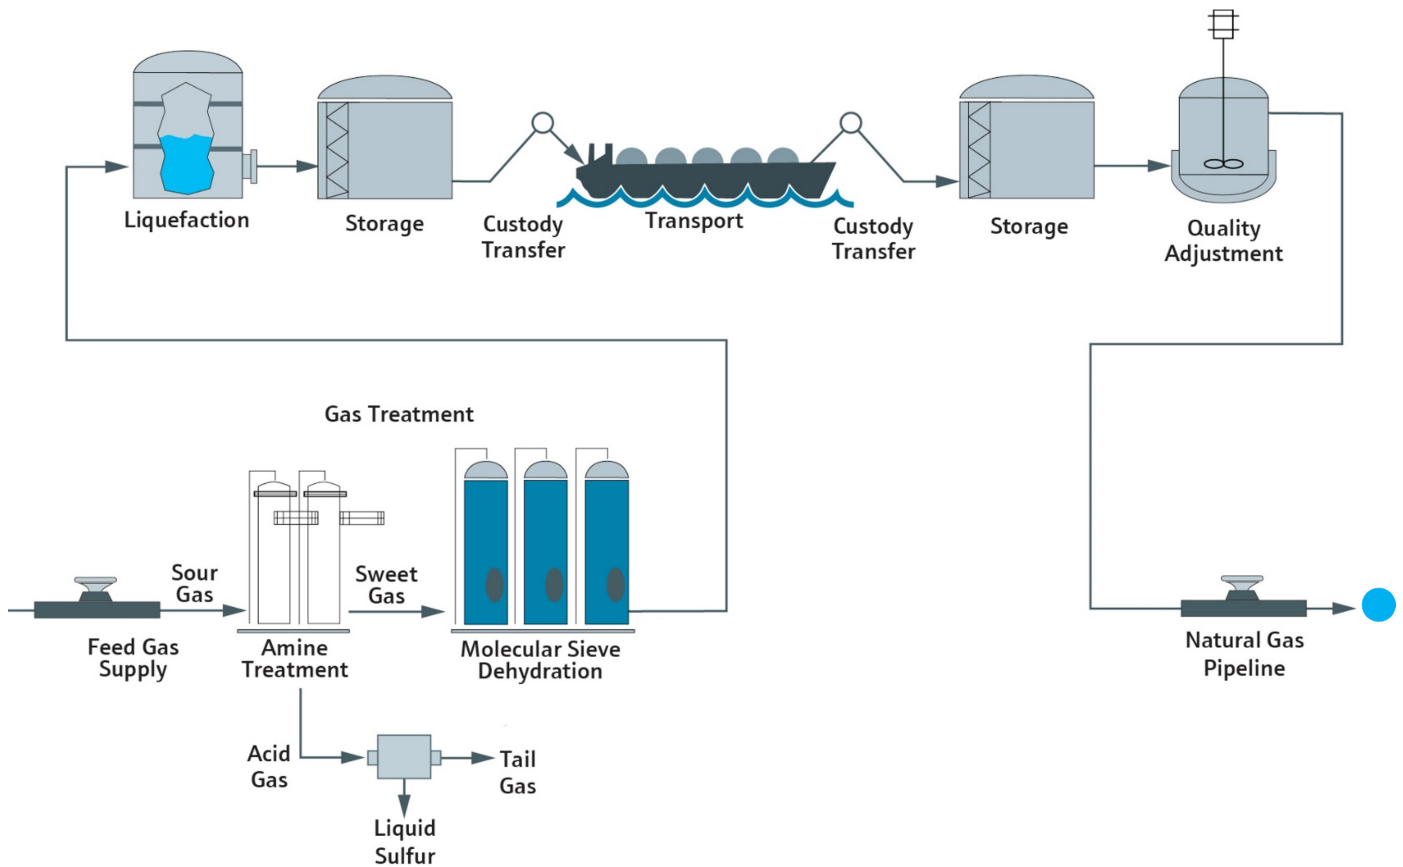 Liquefaction
Storage
Custody
Transfer
Transport
Custody
Transfer
Storage
Quality
Adjustment
Gas Treatment
Sour
Gas
Sweet
Gas
Feed Gas
Supply
Amine
Treatment
Molecular Sieve
Dehydration
Natural Gas
Pipeline
Acid
Gas
Tail
Gas
Liquid
Sulfur